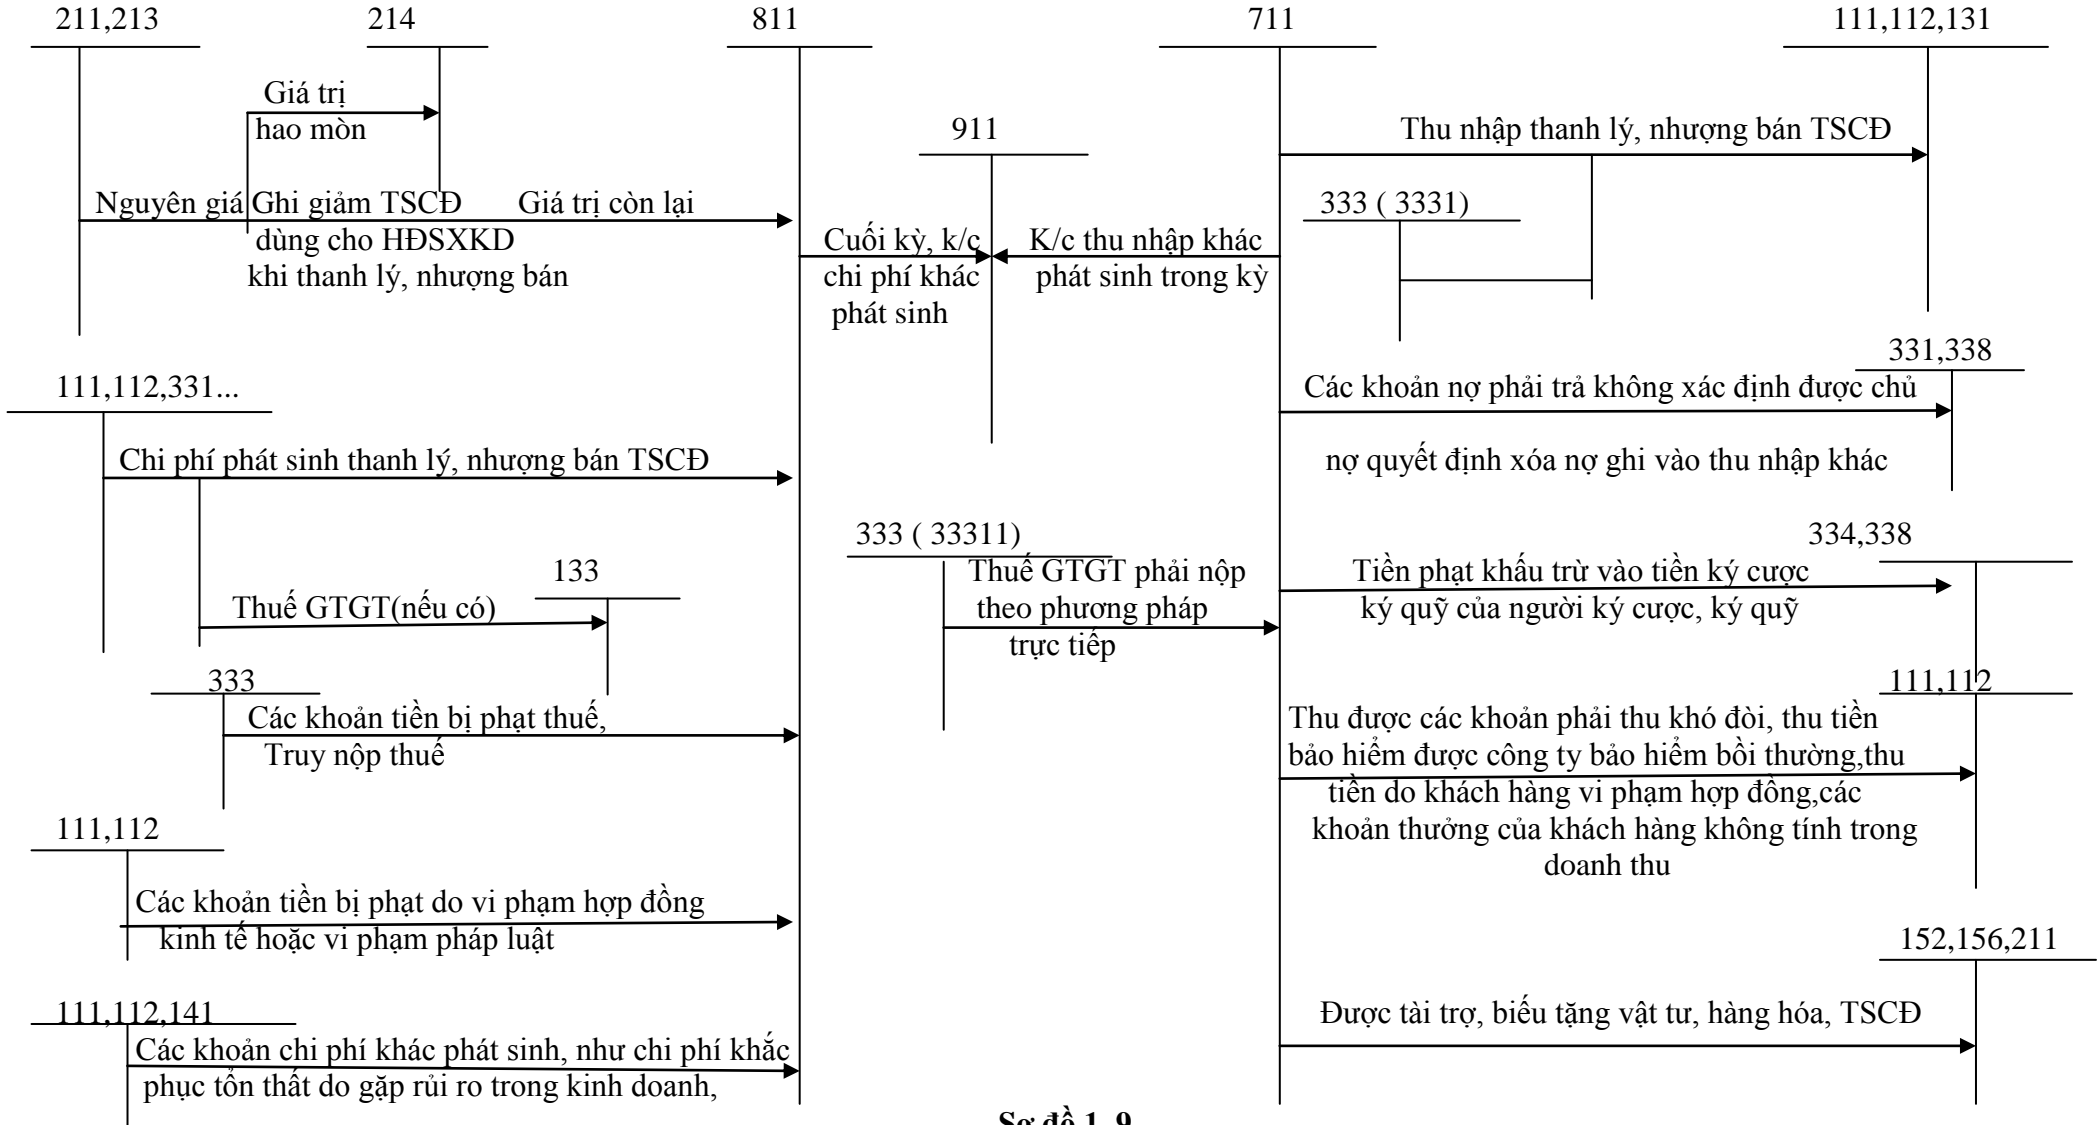 211,213
214
811
711
111,112,131
Giá trị
hao mòn
911
Thu nhập thanh lý, nhượng bán TSCĐ
Nguyên giá
Ghi giảm TSCĐ
dùng cho HĐSXKD
khi thanh lý, nhượng bán
Giá trị còn lại
333 ( 3331)
Cuối kỳ, k/c
chi phí khác
phát sinh
K/c thu nhập khác
phát sinh trong kỳ
331,338
111,112,331...
Các khoản nợ phải trả không xác định được chủ
nợ quyết định xóa nợ ghi vào thu nhập khác
Chi phí phát sinh thanh lý, nhượng bán TSCĐ
333 ( 33311)
334,338
133
Thuế GTGT phải nộp
theo phương pháp
trực tiếp
Tiền phạt khấu trừ vào tiền ký cược
ký quỹ của người ký cược, ký quỹ
Thuế GTGT(nếu có)
333
111,112
Các khoản tiền bị phạt thuế,
Truy nộp thuế
Thu được các khoản phải thu khó đòi, thu tiền
bảo hiểm được công ty bảo hiểm bồi thường,thu
tiền do khách hàng vi phạm hợp đồng,các
khoản thưởng của khách hàng không tính trong
doanh thu
111,112
Các khoản tiền bị phạt do vi phạm hợp đồng
kinh tế hoặc vi phạm pháp luật
152,156,211
111,112,141
Được tài trợ, biếu tặng vật tư, hàng hóa, TSCĐ
Các khoản chi phí khác phát sinh, như chi phí khắc
phục tổn thất do gặp rủi ro trong kinh doanh,
Sơ đồ 1. 9